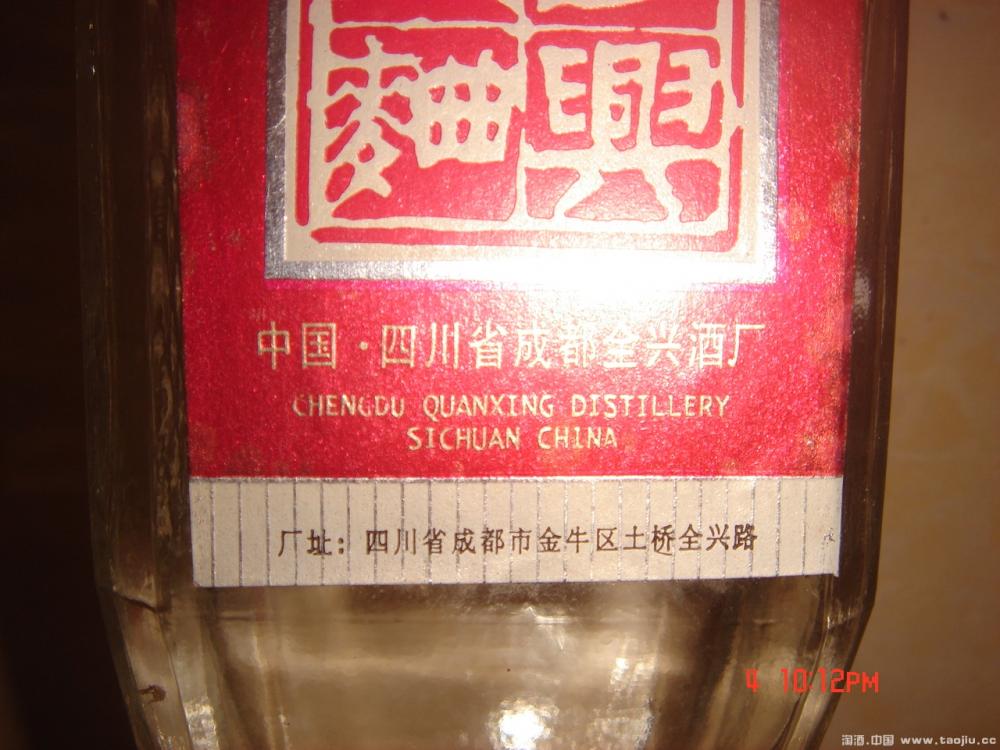 興
麯
中国·四川省成都全兴酒厂
CHENGDU QUANXING DISTILLERY
SICHUAN CHINA
厂址：四川省成都市金牛区土桥全兴路
4 10:12PM
淘酒.中国 www.taojiu.cc